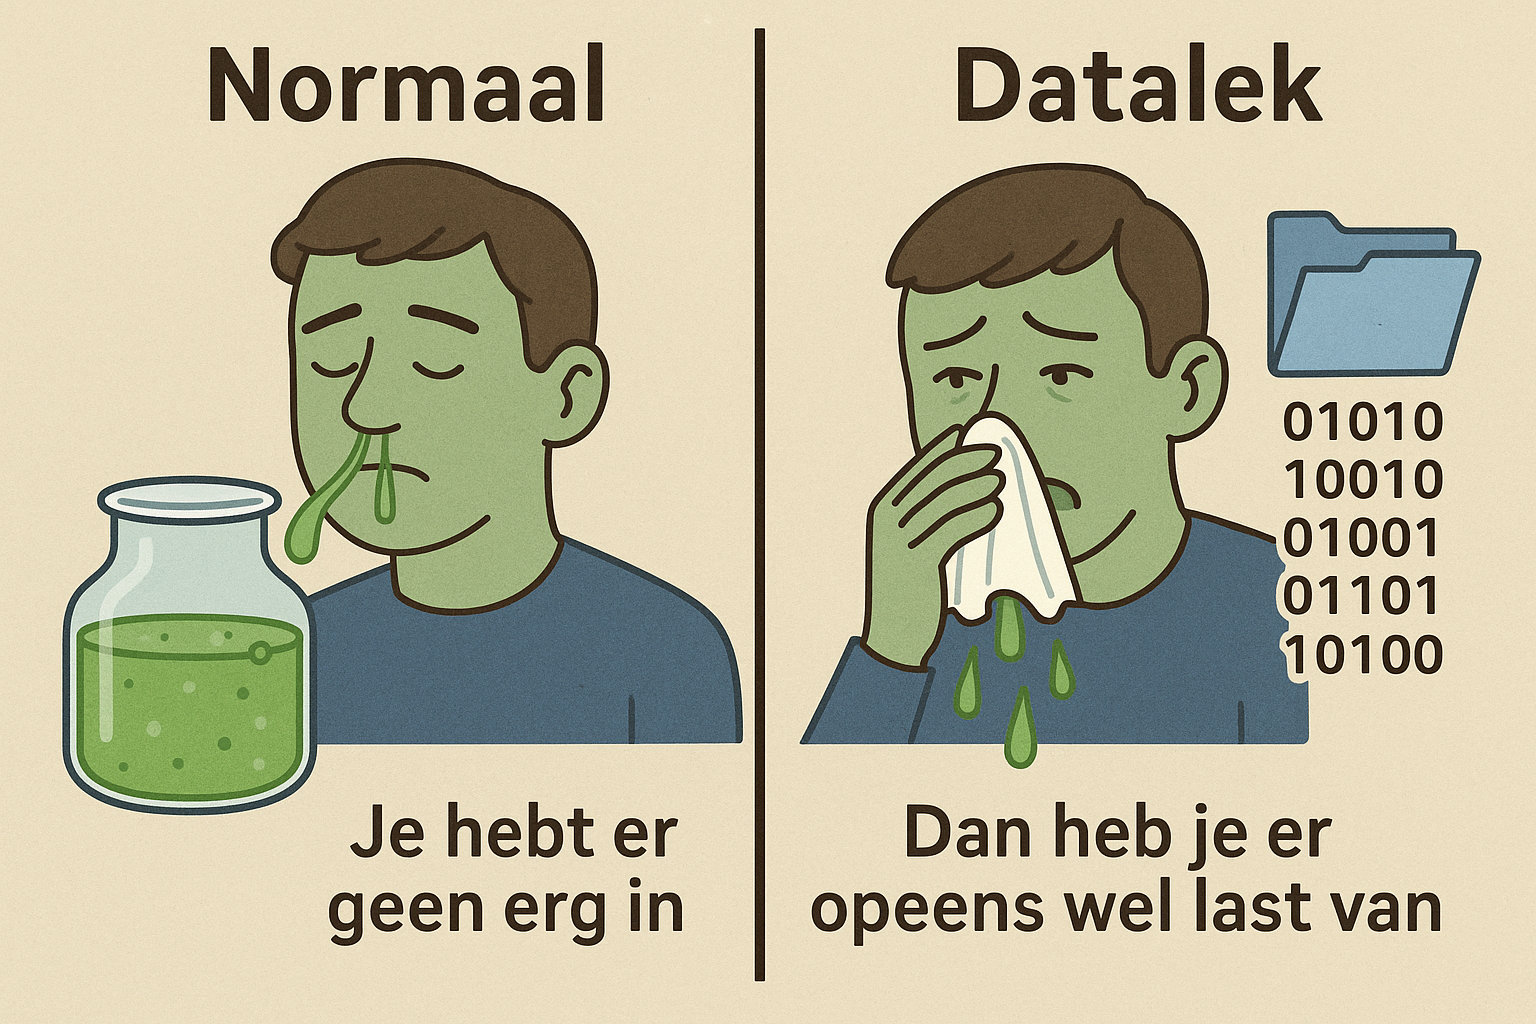 Normaal
Je hebt er
geen erg in
Datalek
01010
10010
01001
01101
10100
Dan heb je er
opeens wel last van